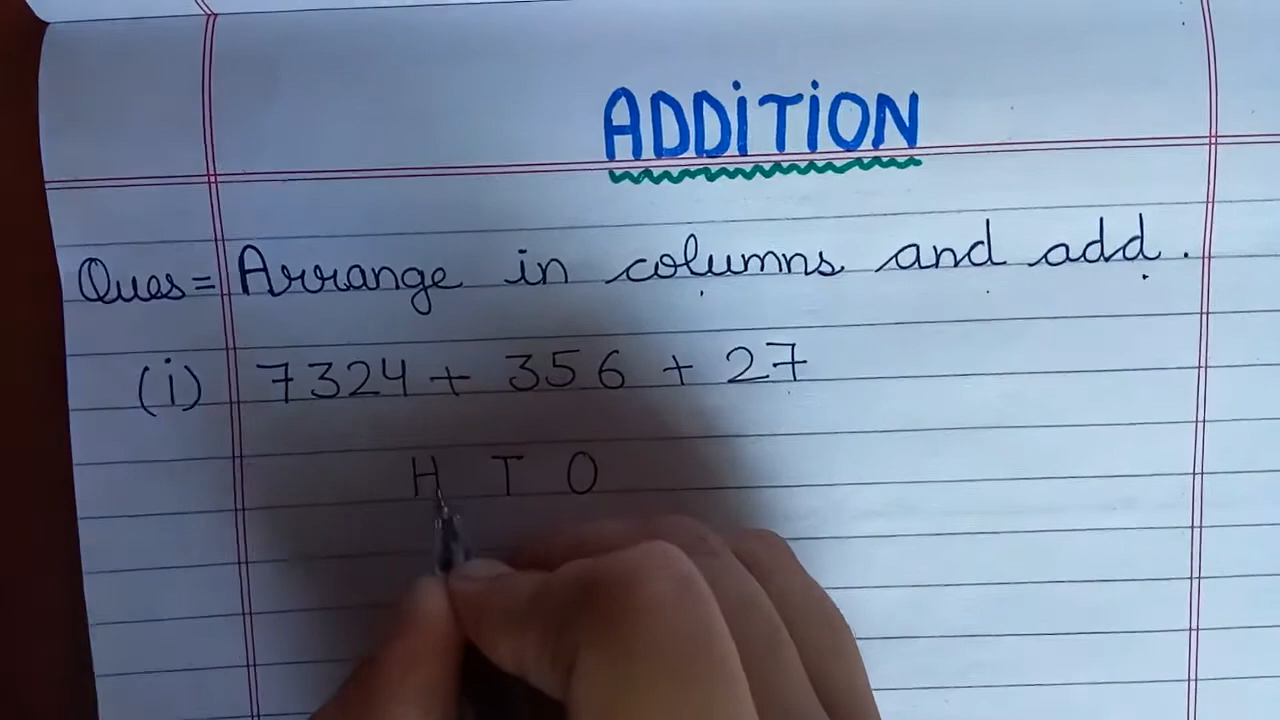 ADDiTiON
Ques= Arrange in columns and add.
(i) 7324 + 356 + 27
H T O